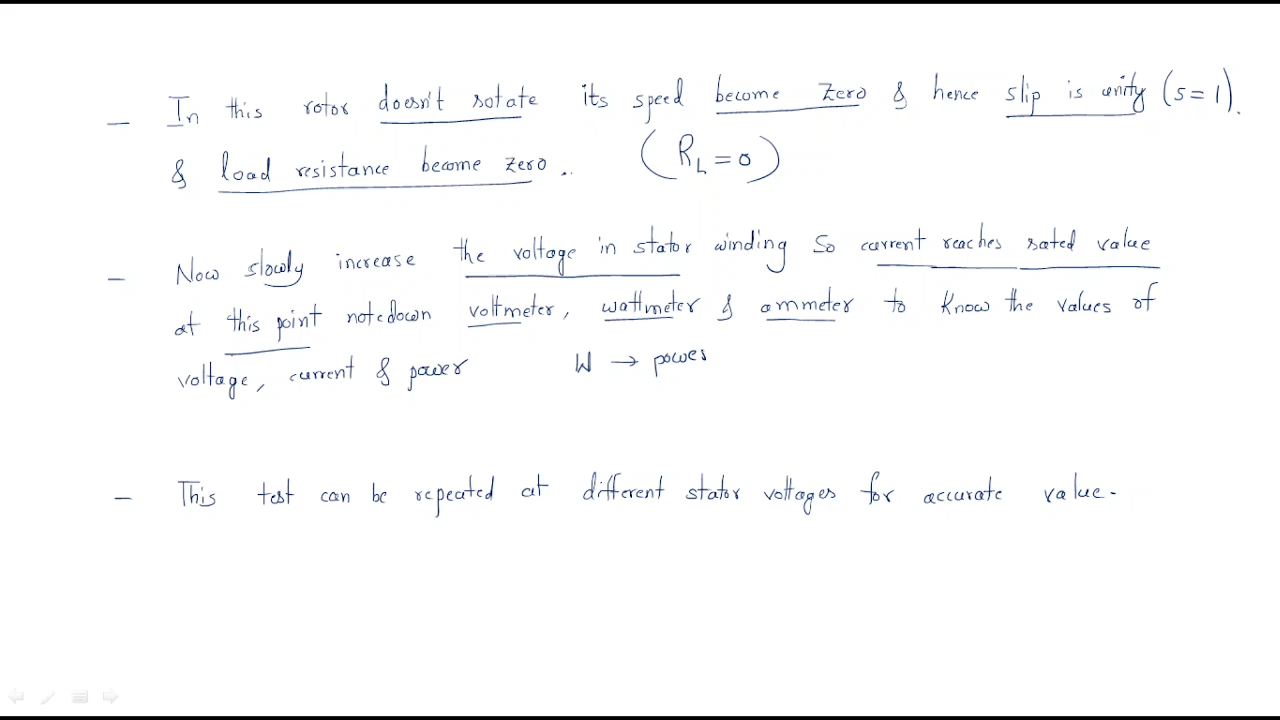 – In this rotor doesn't rotate its speed become zero & hence slip is unity (s=1).
& load resistance become zero .. (R_L = 0)
– Now slowly increase the voltage in stator winding so current reaches rated value
at this point notedown voltmeter, wattmeter & ammeter to know the values of
voltage, current & power W → power
– This test can be repeated at different stator voltages for accurate value.